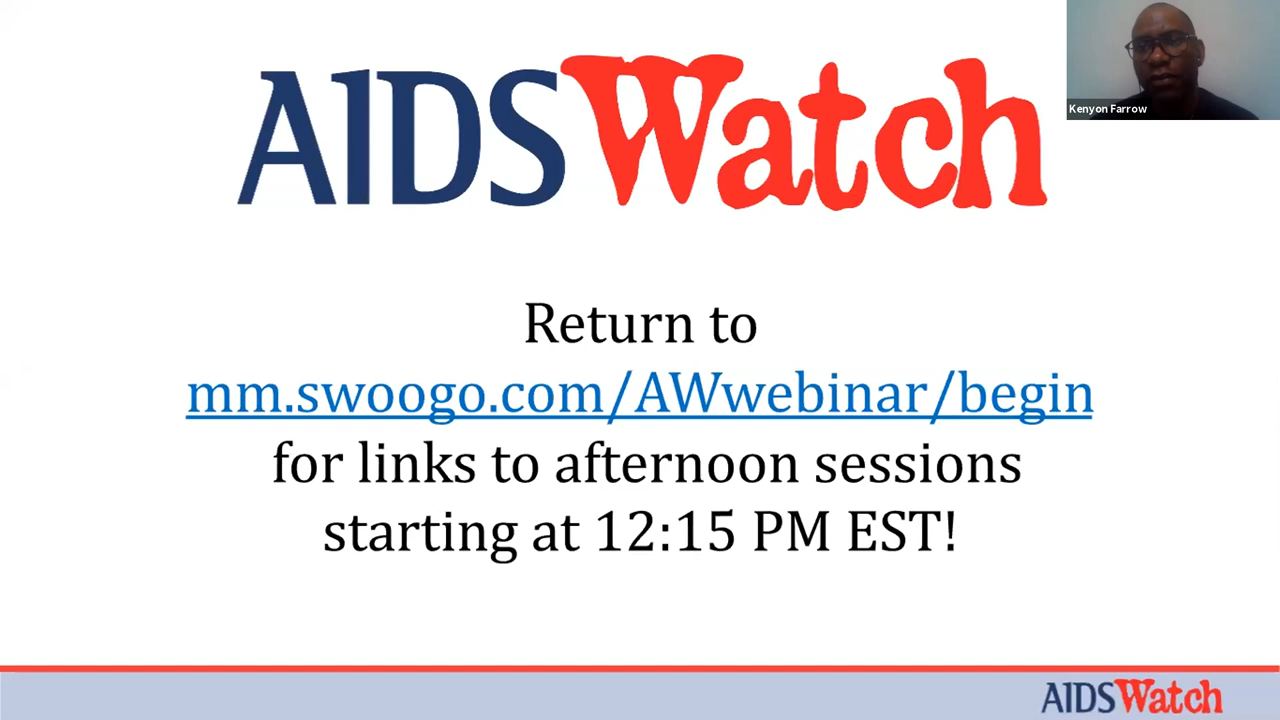 AIDSWatch
Kenyon Farrow
Return to
mm.swoogo.com/AWwebinar/begin
for links to afternoon sessions
starting at 12:15 PM EST!
AIDSWatch